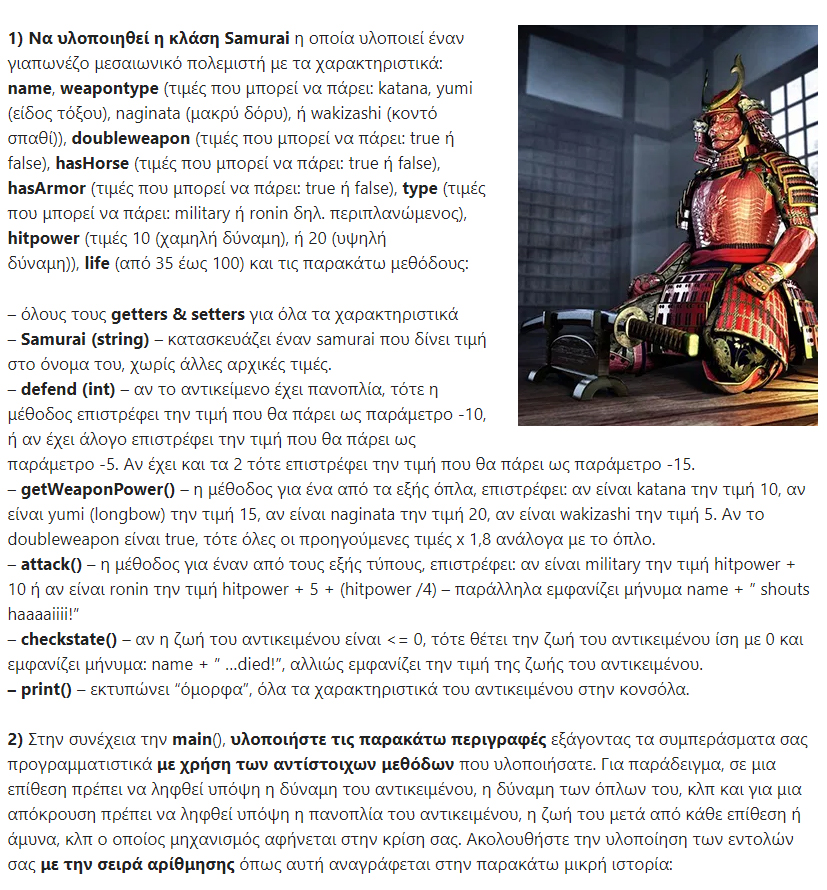 1) Να υλοποιηθεί η κλάση Samurai η οποία υλοποιεί έναν
γιαπωνέζο μεσαιωνικό πολεμιστή με τα χαρακτηριστικά:
name, weapontype (τιμές που μπορεί να πάρει: katana, yumi
(είδος τόξου), naginata (μακρύ δόρυ), ή wakizashi (κοντό
σπαθί)), doubleweapon (τιμές που μπορεί να πάρει: true ή
false), hasHorse (τιμές που μπορεί να πάρει: true ή false),
hasArmor (τιμές που μπορεί να πάρει: true ή false), type (τιμές
που μπορεί να πάρει: military ή ronin δηλ. περιπλανώμενος),
hitpower (τιμές 10 (χαμηλή δύναμη), ή 20 (υψηλή
δύναμη)), life (από 35 έως 100) και τις παρακάτω μεθόδους:
– όλους τους getters & setters για όλα τα χαρακτηριστικά
– Samurai (string) – κατασκευάζει έναν samurai που δίνει τιμή
στο όνομα του, χωρίς άλλες αρχικές τιμές.
– defend (int) – αν το αντικείμενο έχει πανοπλία, τότε η
μέθοδος επιστρέφει την τιμή που θα πάρει ως παράμετρο -10,
ή αν έχει άλογο επιστρέφει την τιμή που θα πάρει ως
παράμετρο -5. Αν έχει και τα 2 τότε επιστρέφει την τιμή που θα πάρει ως παράμετρο -15.
– getWeaponPower() – η μέθοδος για ένα από τα εξής όπλα, επιστρέφει: αν είναι katana την τιμή 10, αν
είναι yumi (longbow) την τιμή 15, αν είναι naginata την τιμή 20, αν είναι wakizashi την τιμή 5. Αν το
doubleweapon είναι true, τότε όλες οι προηγούμενες τιμές x 1,8 ανάλογα με το όπλο.
– attack() – η μέθοδος για έναν από τους εξής τύπους, επιστρέφει: αν είναι military την τιμή hitpower +
10 ή αν είναι ronin την τιμή hitpower + 5 + (hitpower /4) – παράλληλα εμφανίζει μήνυμα name + ” shouts
haaaaiiii!”
– checkstate() – αν η ζωή του αντικειμένου είναι <= 0, τότε θέτει την ζωή του αντικειμένου ίση με 0 και
εμφανίζει μήνυμα: name + ” …died!”, αλλιώς εμφανίζει την τιμή της ζωής του αντικειμένου.
– print() – εκτυπώνει “όμορφα”, όλα τα χαρακτηριστικά του αντικειμένου στην κονσόλα.
2) Στην συνέχεια την main(), υλοποιήστε τις παρακάτω περιγραφές εξάγοντας τα συμπεράσματα σας
προγραμματιστικά με χρήση των αντίστοιχων μεθόδων που υλοποιήσατε. Για παράδειγμα, σε μια
επίθεση πρέπει να ληφθεί υπόψη η δύναμη του αντικειμένου, η δύναμη των όπλων του, κλπ και για μια
απόκρουση πρέπει να ληφθεί υπόψη η πανοπλία του αντικειμένου, η ζωή του μετά από κάθε επίθεση ή
άμυνα, κλπ ο οποίος μηχανισμός αφήνεται στην κρίση σας. Ακολουθήστε την υλοποίηση των εντολών
σας με την σειρά αρίθμησης όπως αυτή αναγράφεται στην παρακάτω μικρή ιστορία: